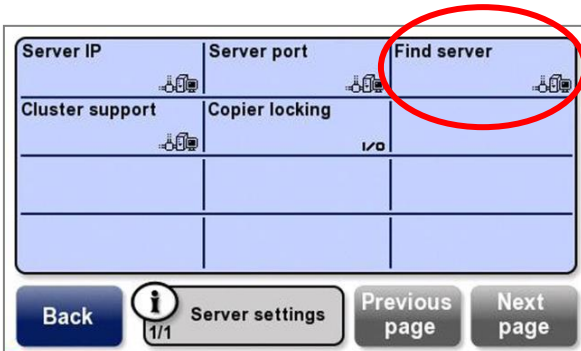 Server IP
Server port
Find server
Cluster support
Copier locking
I/O
Back
i
1/1
Server settings
Previous
page
Next
page